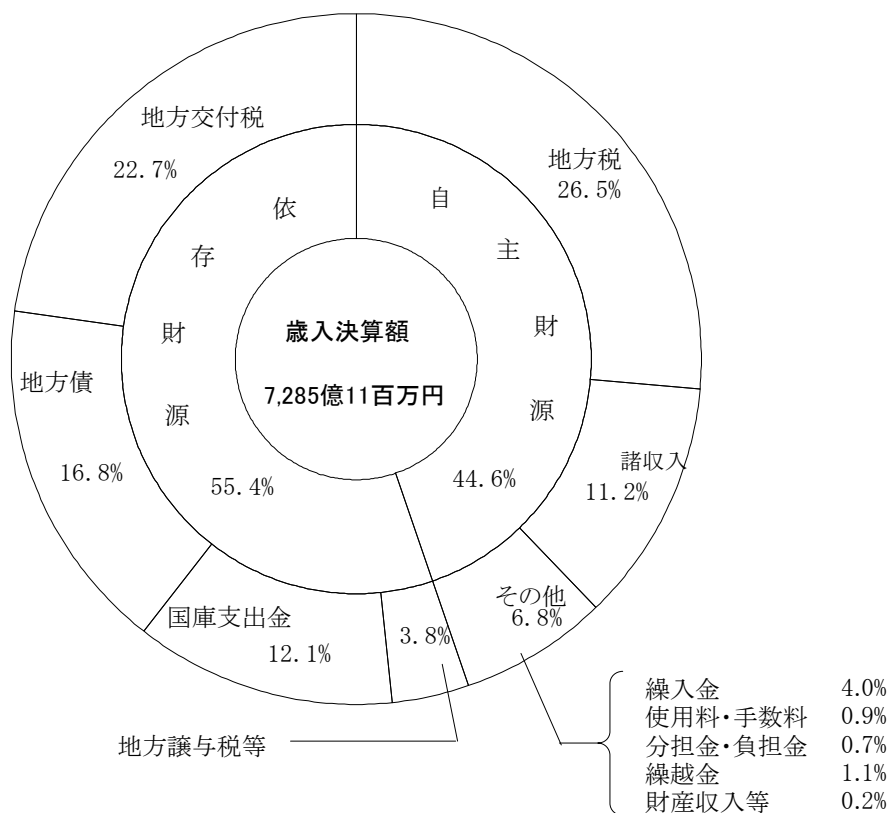 地方交付税
22.7%
地方税
26.5%
依存財源
55.4%
自主財源
44.6%
歳入決算額
7,285億11百万円
地方債
16.8%
諸収入
11.2%
国庫支出金
12.1%
3.8%
地方譲与税等
その他
6.8%
繰入金 4.0%
使用料・手数料 0.9%
分担金・負担金 0.7%
繰越金 1.1%
財産収入等 0.2%